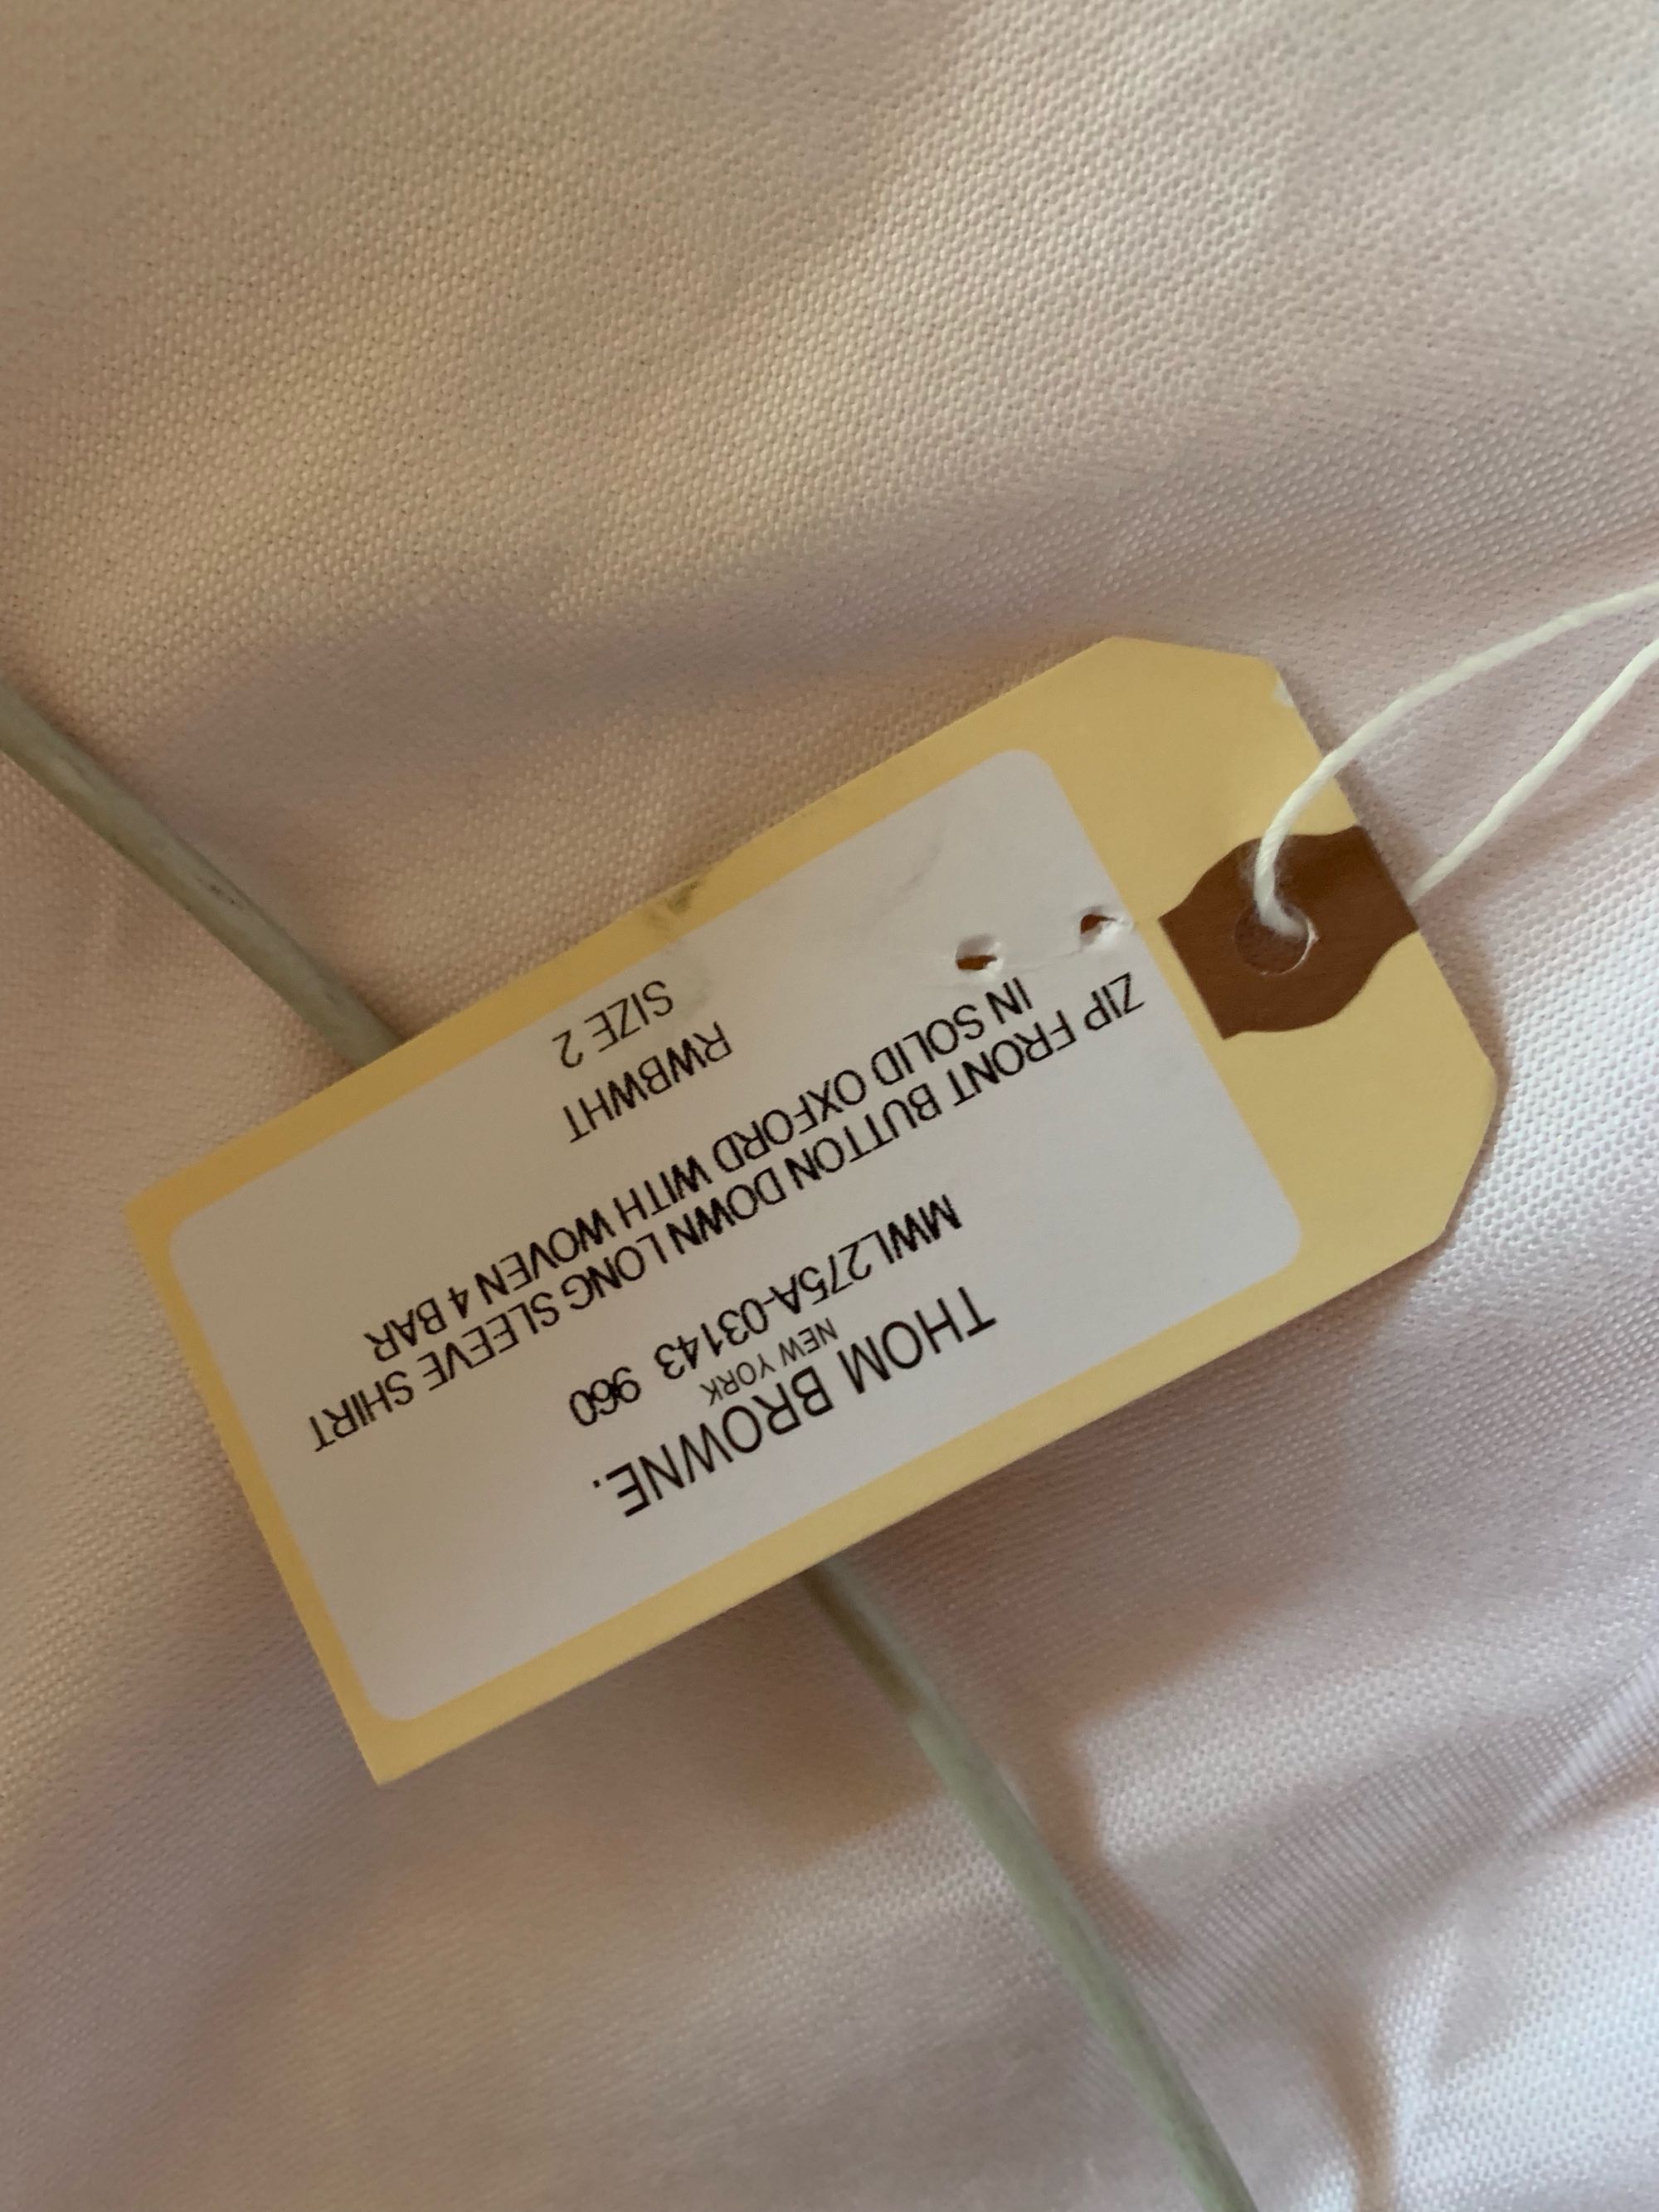 THOM BROWNE.
NEW YORK
MWL275A-03143 960
ZIP FRONT BUTTON DOWN LONG SLEEVE SHIRT
IN SOLID OXFORD WITH WOVEN 4 BAR
RWBWHT
SIZE 2